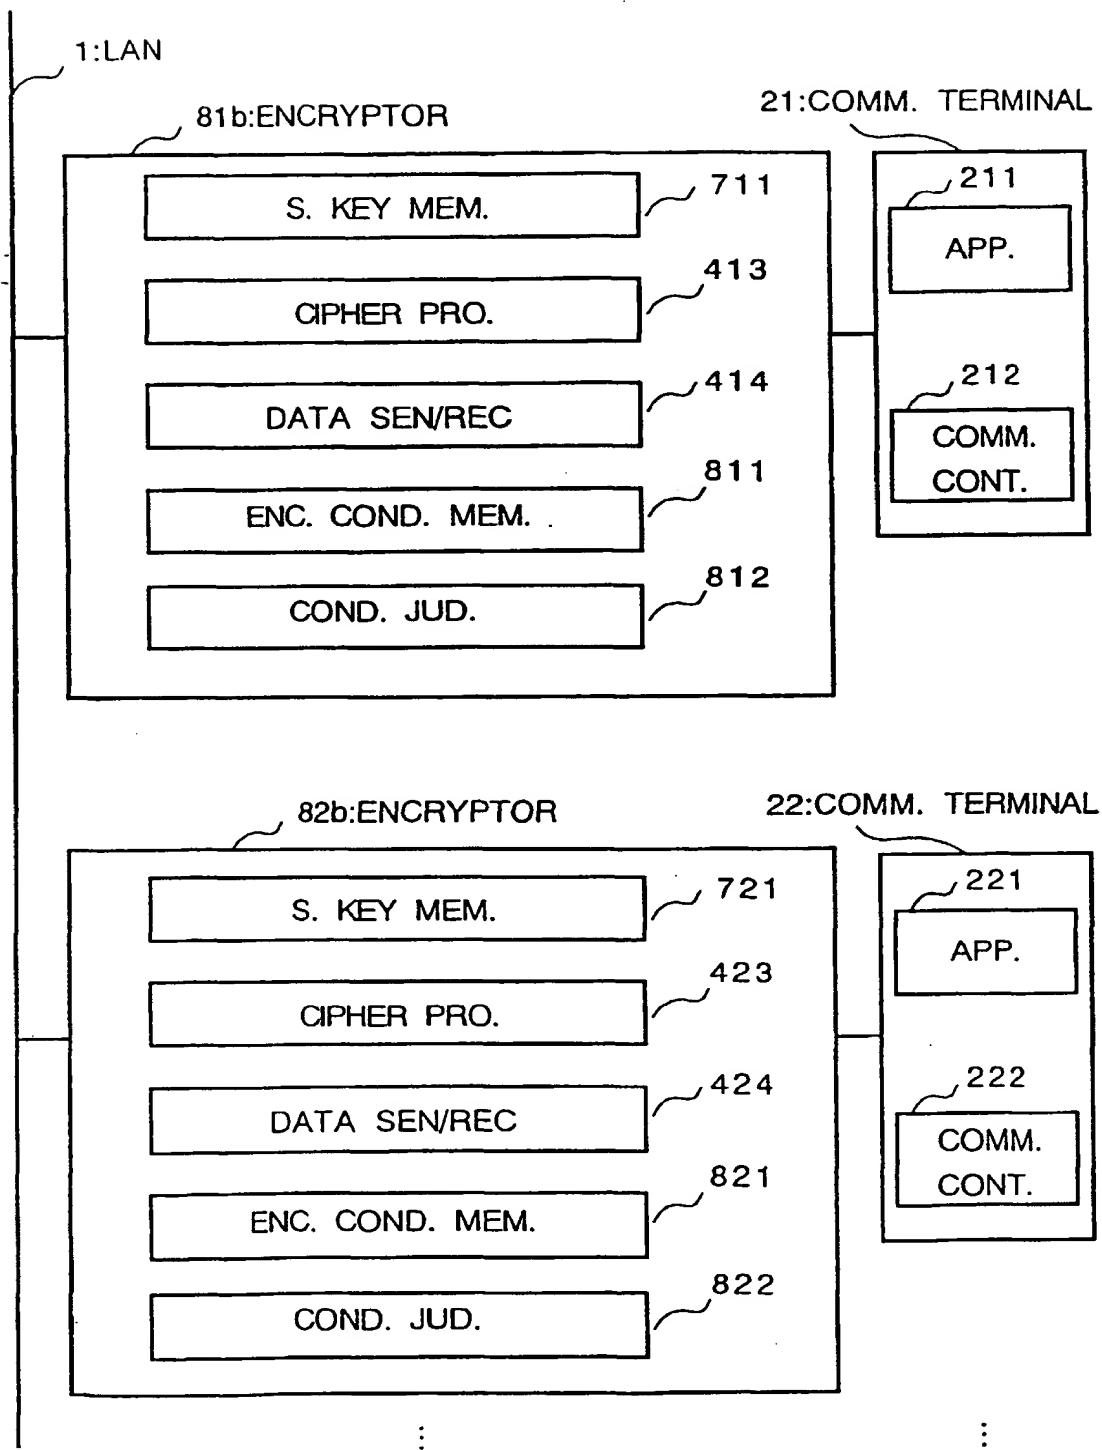 1:LAN
81b:ENCRYPTOR
21:COMM. TERMINAL
S. KEY MEM.
711
CIPHER PRO.
413
DATA SEN/REC
414
ENC. COND. MEM.
811
COND. JUD.
812
211
APP.
212
COMM.
CONT.
82b:ENCRYPTOR
22:COMM. TERMINAL
S. KEY MEM.
721
CIPHER PRO.
423
DATA SEN/REC
424
ENC. COND. MEM.
821
COND. JUD.
822
221
APP.
222
COMM.
CONT.